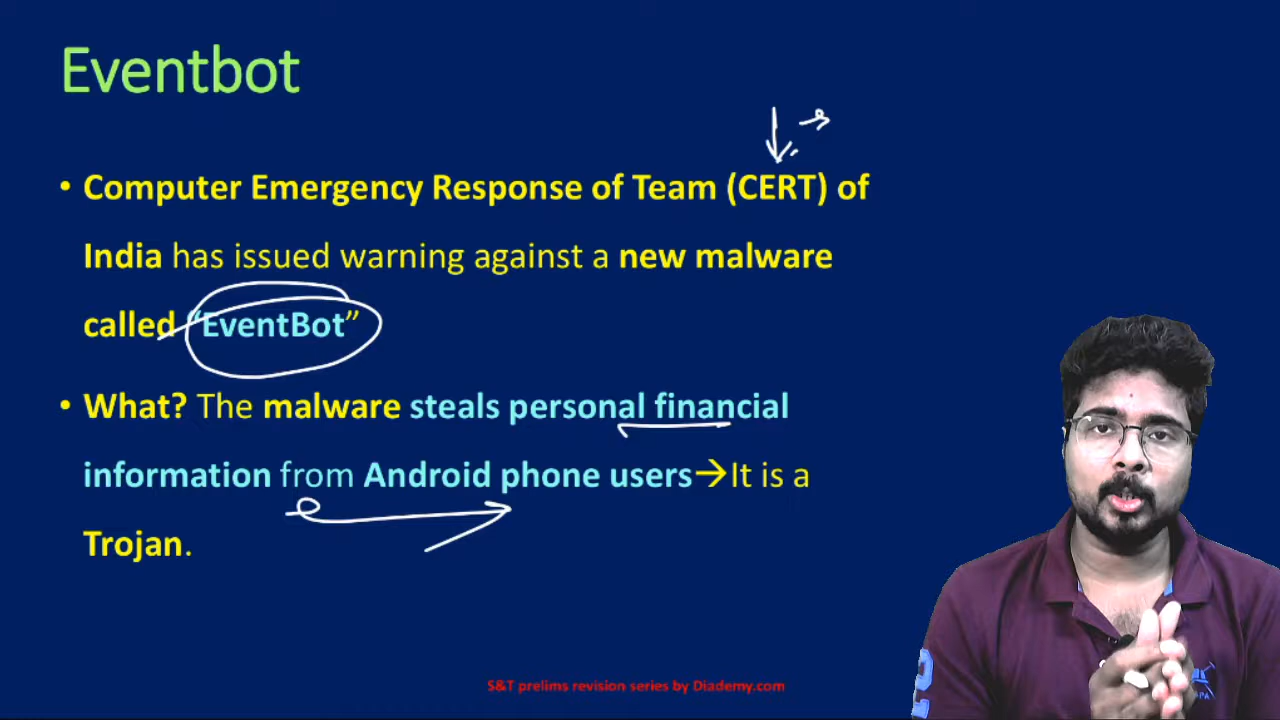 Eventbot
• Computer Emergency Response of Team (CERT) of
India has issued warning against a new malware
called “EventBot”
• What? The malware steals personal financial
information from Android phone users→It is a
Trojan.
S&T prelims revision series by Diademy.com